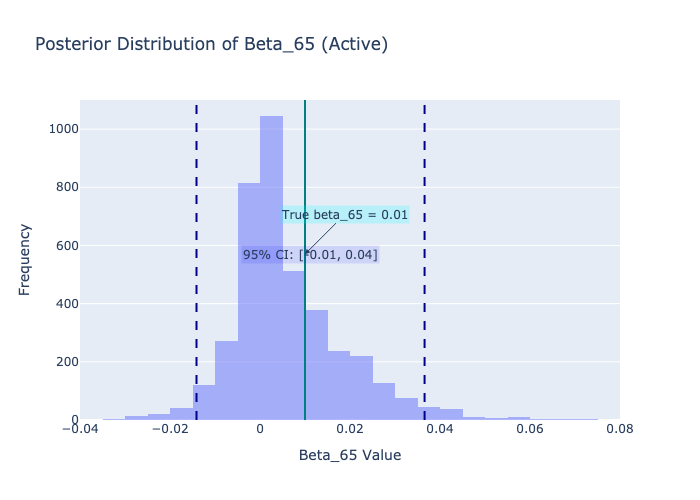 Posterior Distribution of Beta_65 (Active)
1000
800
600
400
200
0
Frequency
True beta_65 = 0.01
95% CI: [-0.01, 0.04]
−0.04
−0.02
0
0.02
0.04
0.06
0.08
Beta_65 Value